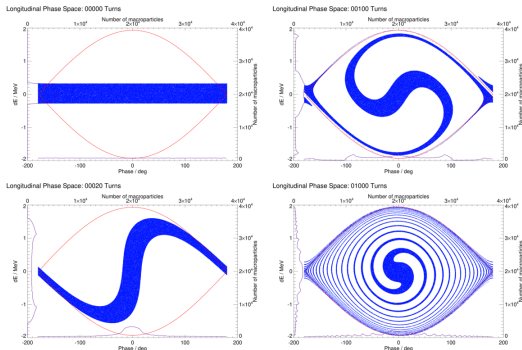 Longitudinal Phase Space: 00000 Turns
Number of macroparticles
0 1×10⁴ 2×10⁴ 3×10⁴ 4×10⁴
dE / MeV
2
1
0
-1
-2
Number of macroparticles
4×10⁴
3×10⁴
2×10⁴
1×10⁴
0
-200 -100 0 100 200
Phase / deg
Longitudinal Phase Space: 00100 Turns
Number of macroparticles
0 1×10⁴ 2×10⁴ 3×10⁴ 4×10⁴
dE / MeV
2
1
0
-1
-2
Number of macroparticles
4×10⁴
3×10⁴
2×10⁴
1×10⁴
0
-200 -100 0 100 200
Phase / deg
Longitudinal Phase Space: 00020 Turns
Number of macroparticles
0 1×10⁴ 2×10⁴ 3×10⁴ 4×10⁴
dE / MeV
2
1
0
-1
-2
Number of macroparticles
4×10⁴
3×10⁴
2×10⁴
1×10⁴
0
-200 -100 0 100 200
Phase / deg
Longitudinal Phase Space: 01000 Turns
Number of macroparticles
0 1×10⁴ 2×10⁴ 3×10⁴ 4×10⁴
dE / MeV
2
1
0
-1
-2
Number of macroparticles
4×10⁴
3×10⁴
2×10⁴
1×10⁴
0
-200 -100 0 100 200
Phase / deg